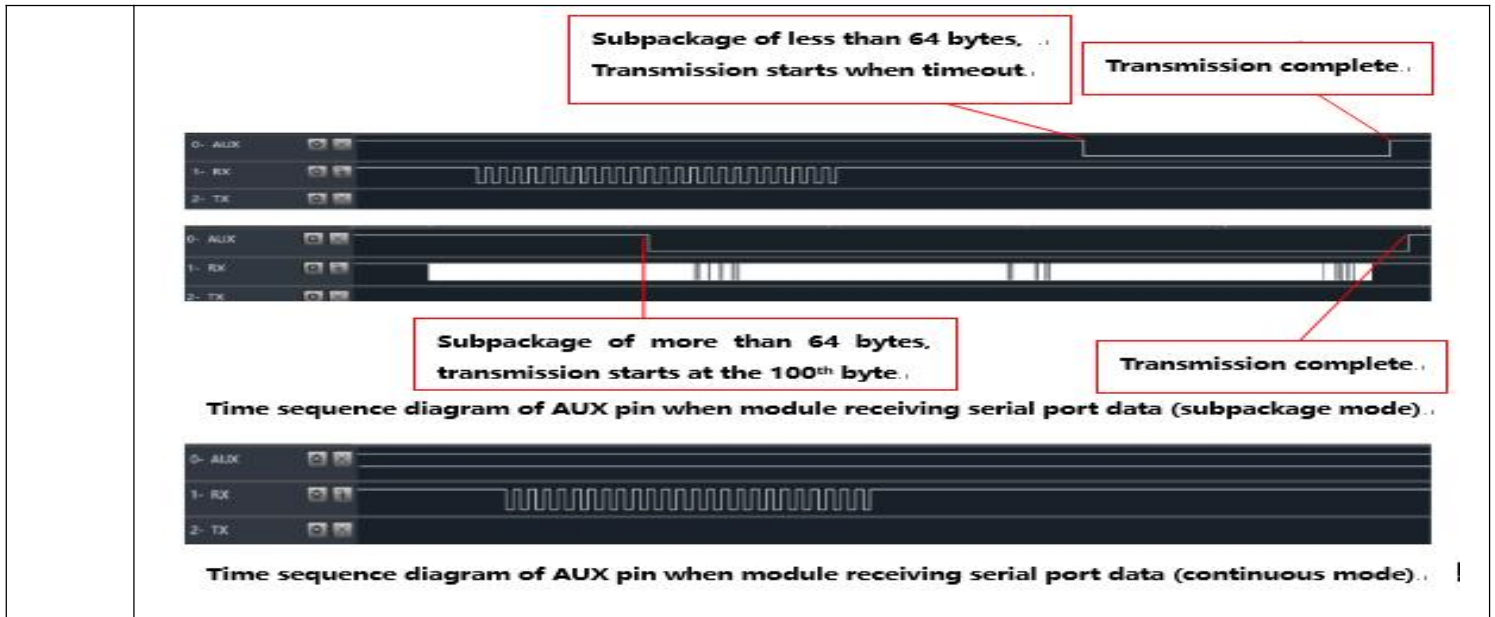 Subpackage of less than 64 bytes,
Transmission starts when timeout.
Transmission complete.
0- AUX
1- RX
2- TX
0- AUX
1- RX
2- TX
Subpackage of more than 64 bytes,
transmission starts at the 100th byte.
Transmission complete.
Time sequence diagram of AUX pin when module receiving serial port data (subpackage mode).
0- AUX
1- RX
2- TX
Time sequence diagram of AUX pin when module receiving serial port data (continuous mode).